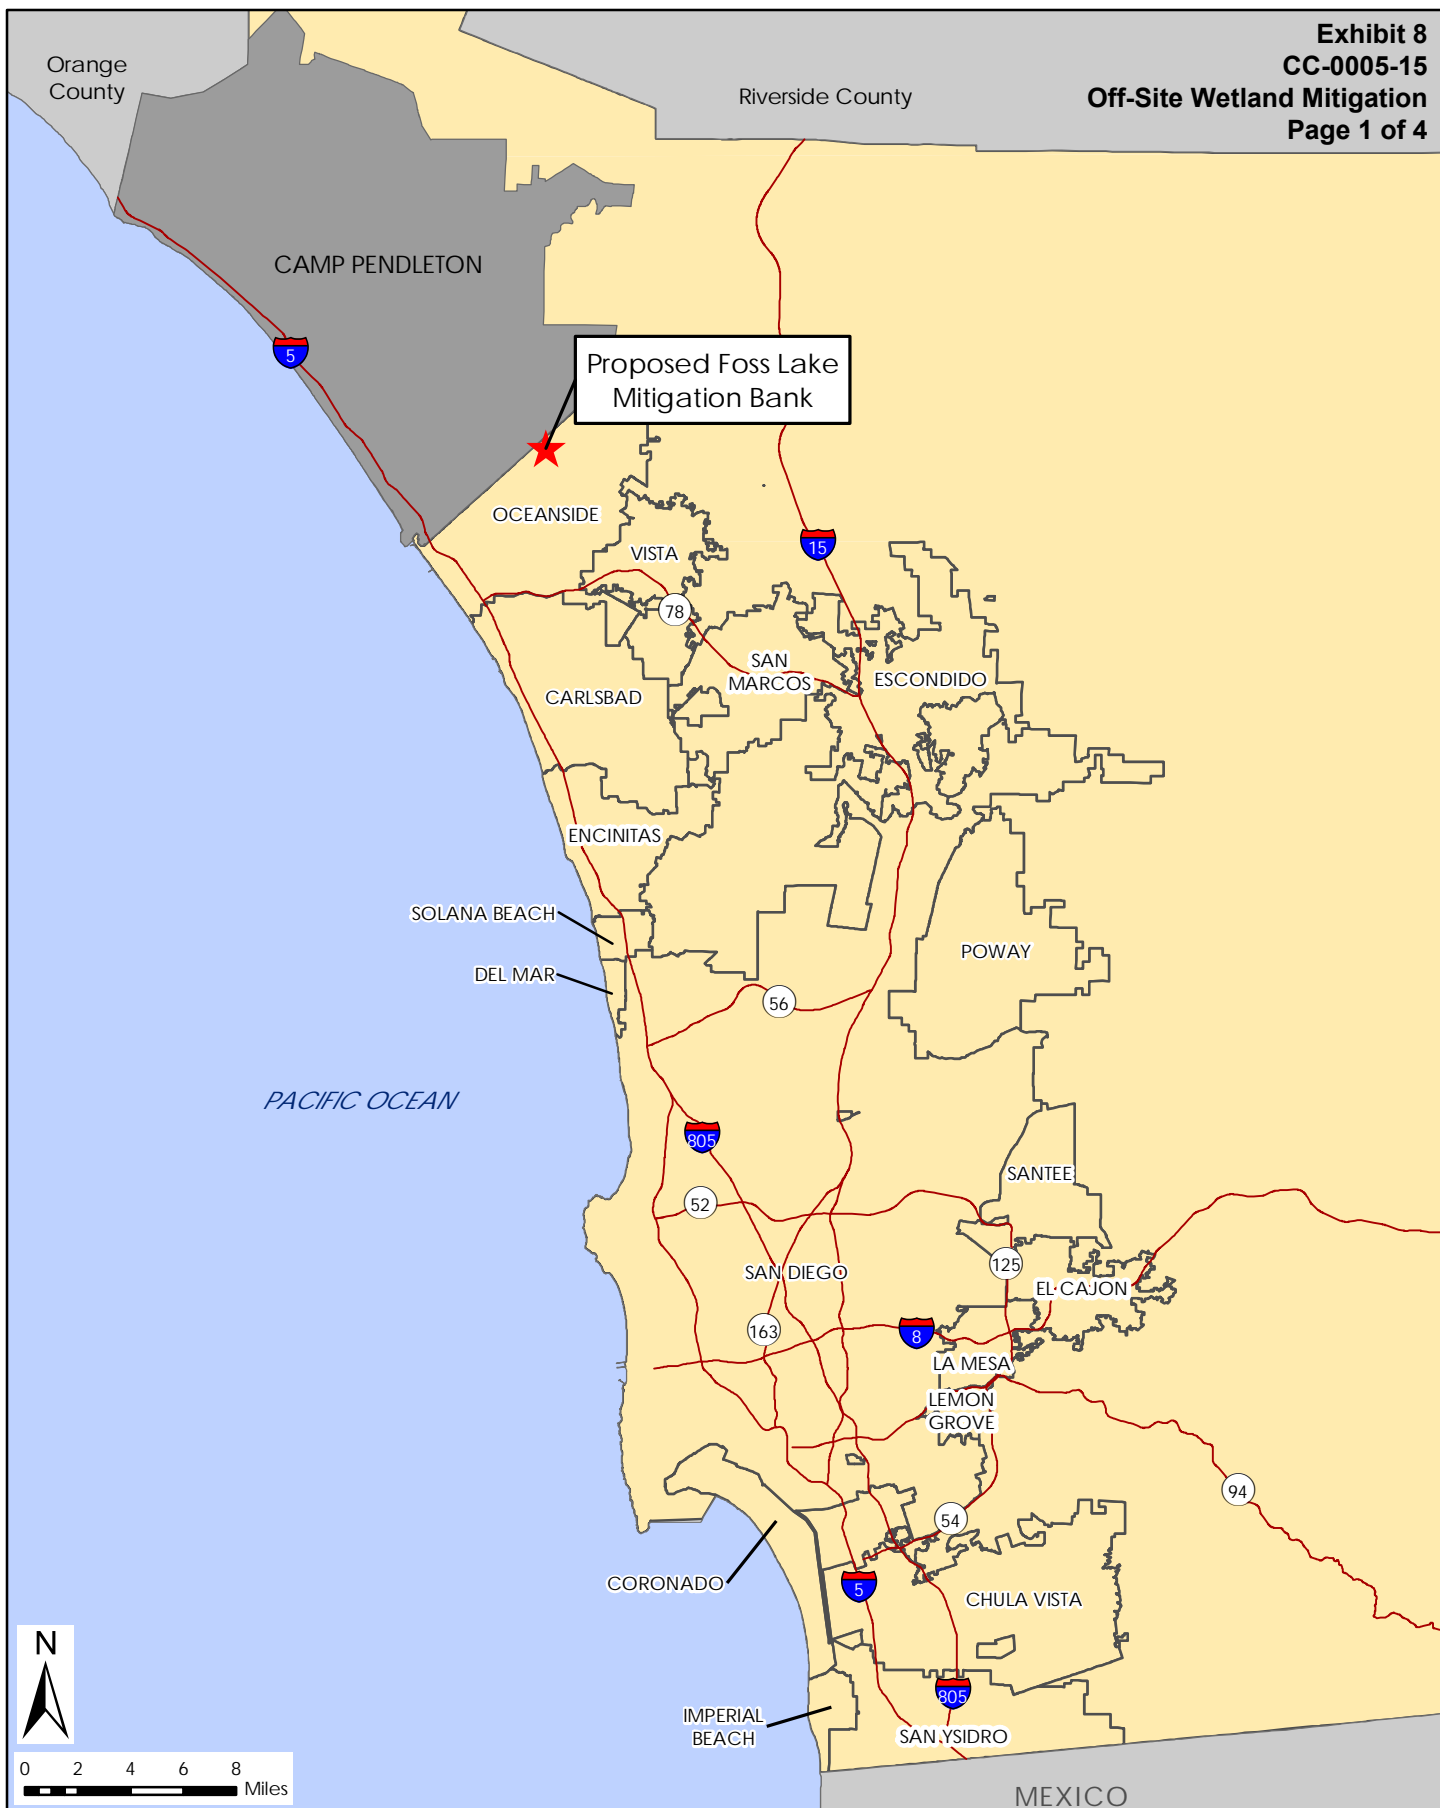 Exhibit 8
CC-0005-15
Off-Site Wetland Mitigation
Page 1 of 4
Orange
County
Riverside County
CAMP PENDLETON
5
Proposed Foss Lake
Mitigation Bank
OCEANSIDE
VISTA
15
78
SAN
MARCOS
ESCONDIDO
CARLSBAD
ENCINITAS
SOLANA BEACH
POWAY
DEL MAR
56
PACIFIC OCEAN
805
SANTEE
52
125
SAN DIEGO
EL CAJON
163
8
LA MESA
LEMON
GROVE
94
54
CORONADO
5
CHULA VISTA
N
805
IMPERIAL
BEACH
SAN YSIDRO
0 2 4 6 8
Miles
MEXICO